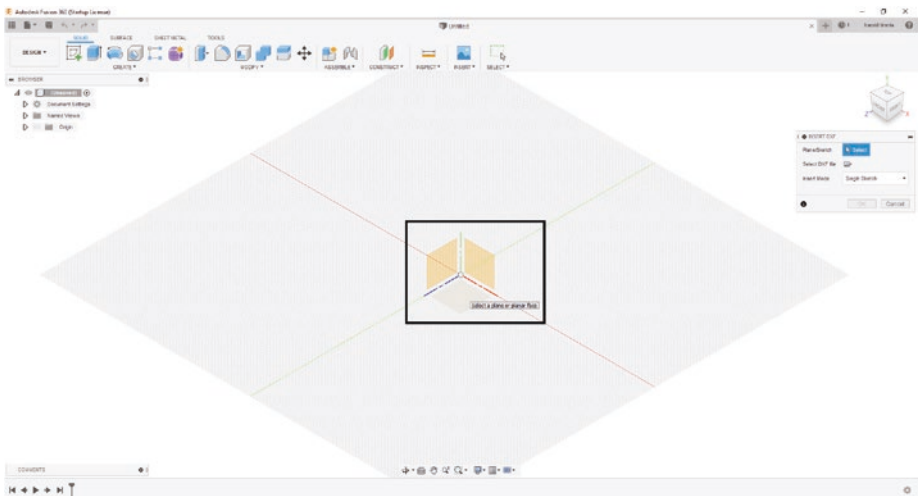 Autodesk Fusion 360 (Startup License)
Untitled
SOLID SURFACE SHEET METAL TOOLS
DESIGN
CREATE MODIFY ASSEMBLE CONSTRUCT INSPECT INSERT SELECT
BROWSER
Document Settings
Named Views
Origin
INSERT DXF
Plane/Sketch Select
Select DXF file
Insert Mode Single Sketch
OK Cancel
Select a plane or planar face
COMMENTS